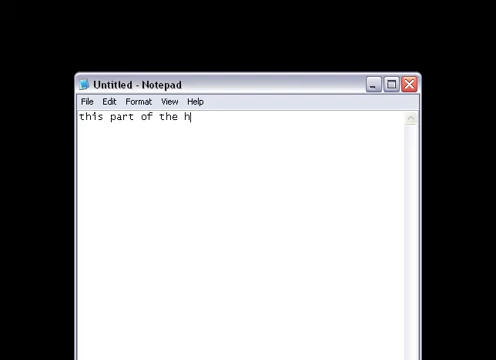 Untitled - Notepad
File Edit Format View Help
this part of the h